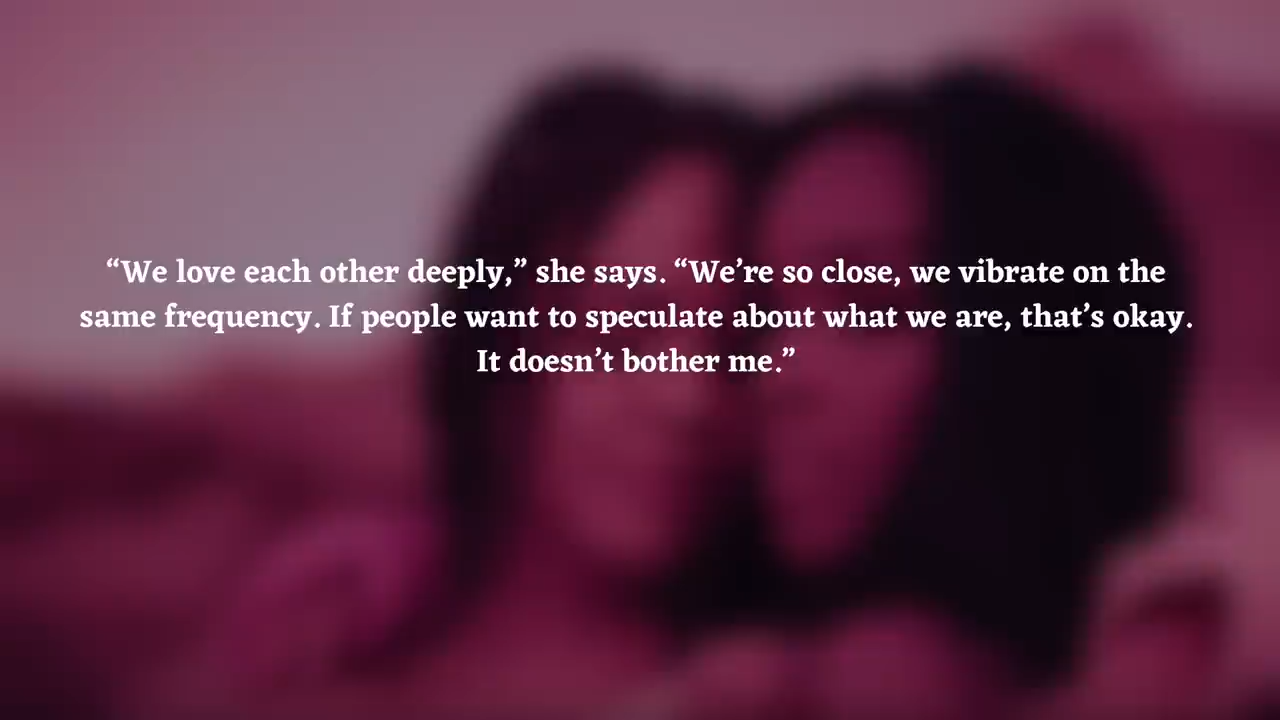 “We love each other deeply,” she says. “We’re so close, we vibrate on the
same frequency. If people want to speculate about what we are, that’s okay.
It doesn’t bother me.”